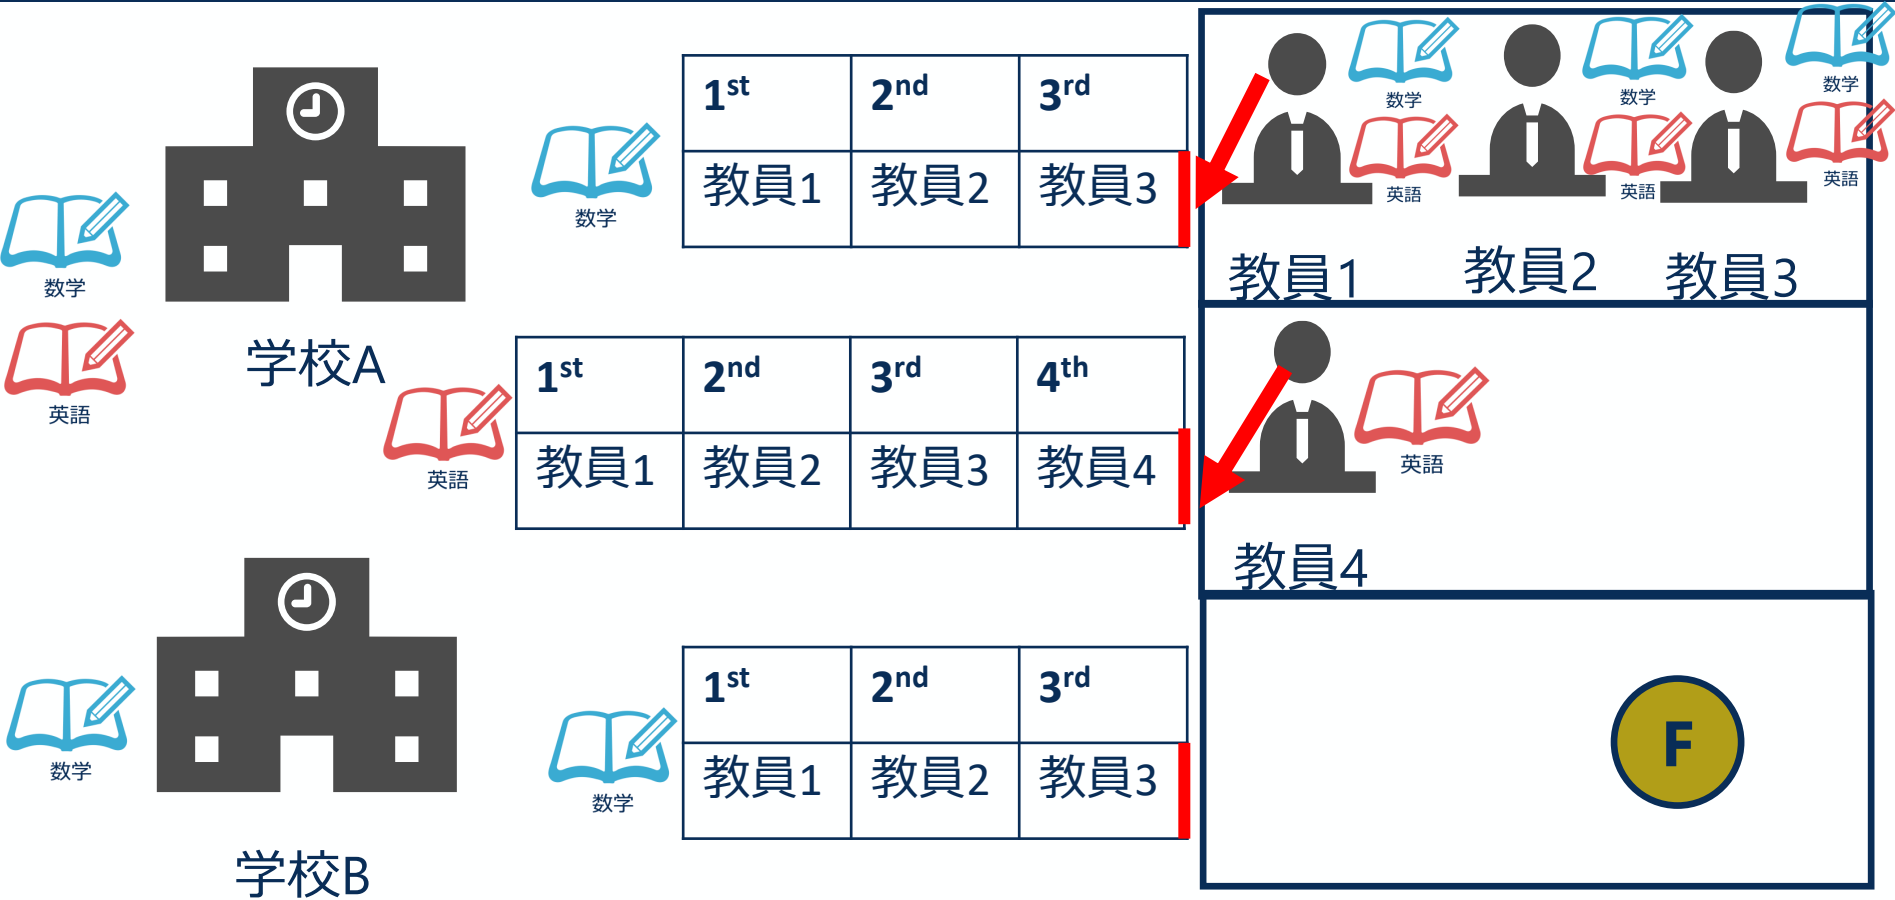 数学
英語
学校A
数学
1st 2nd 3rd
教員1 教員2 教員3
数学
英語
教員1
数学
英語
教員2
数学
英語
教員3
英語
1st 2nd 3rd 4th
教員1 教員2 教員3 教員4
英語
教員4
数学
学校B
数学
1st 2nd 3rd
教員1 教員2 教員3
F